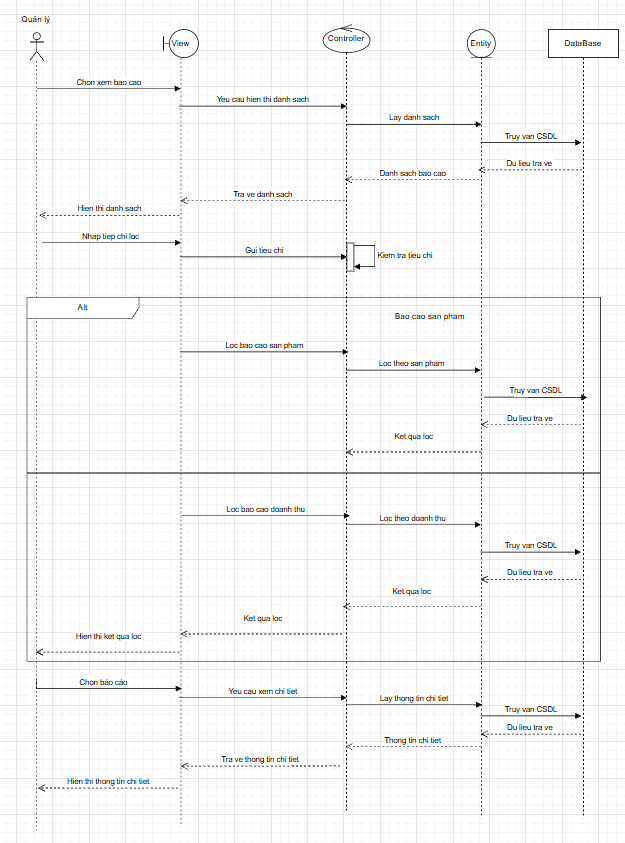 Quản lý
View
Controller
Entity
DataBase
Chon xem bao cao
Yeu cau hien thi danh sach
Lay danh sach
Truy van CSDL
Du lieu tra ve
Danh sach bao cao
Tra ve danh sach
Hien thi danh sach
Nhap tiep chi loc
Gui tieu chi
Kiem tra tieu chi
Alt
Bao cao san pham
Loc bao cao san pham
Loc theo san pham
Truy van CSDL
Du lieu tra ve
Ket qua loc
Loc bao cao doanh thu
Loc theo doanh thu
Truy van CSDL
Du lieu tra ve
Ket qua loc
Ket qua loc
Hien thi ket qua loc
Chọn báo cáo
Yeu cau xem chi tiet
Lay thong tin chi tiet
Truy van CSDL
Du lieu tra ve
Thong tin chi tiet
Tra ve thong tin chi tiet
Hien thi thong tin chi tiet